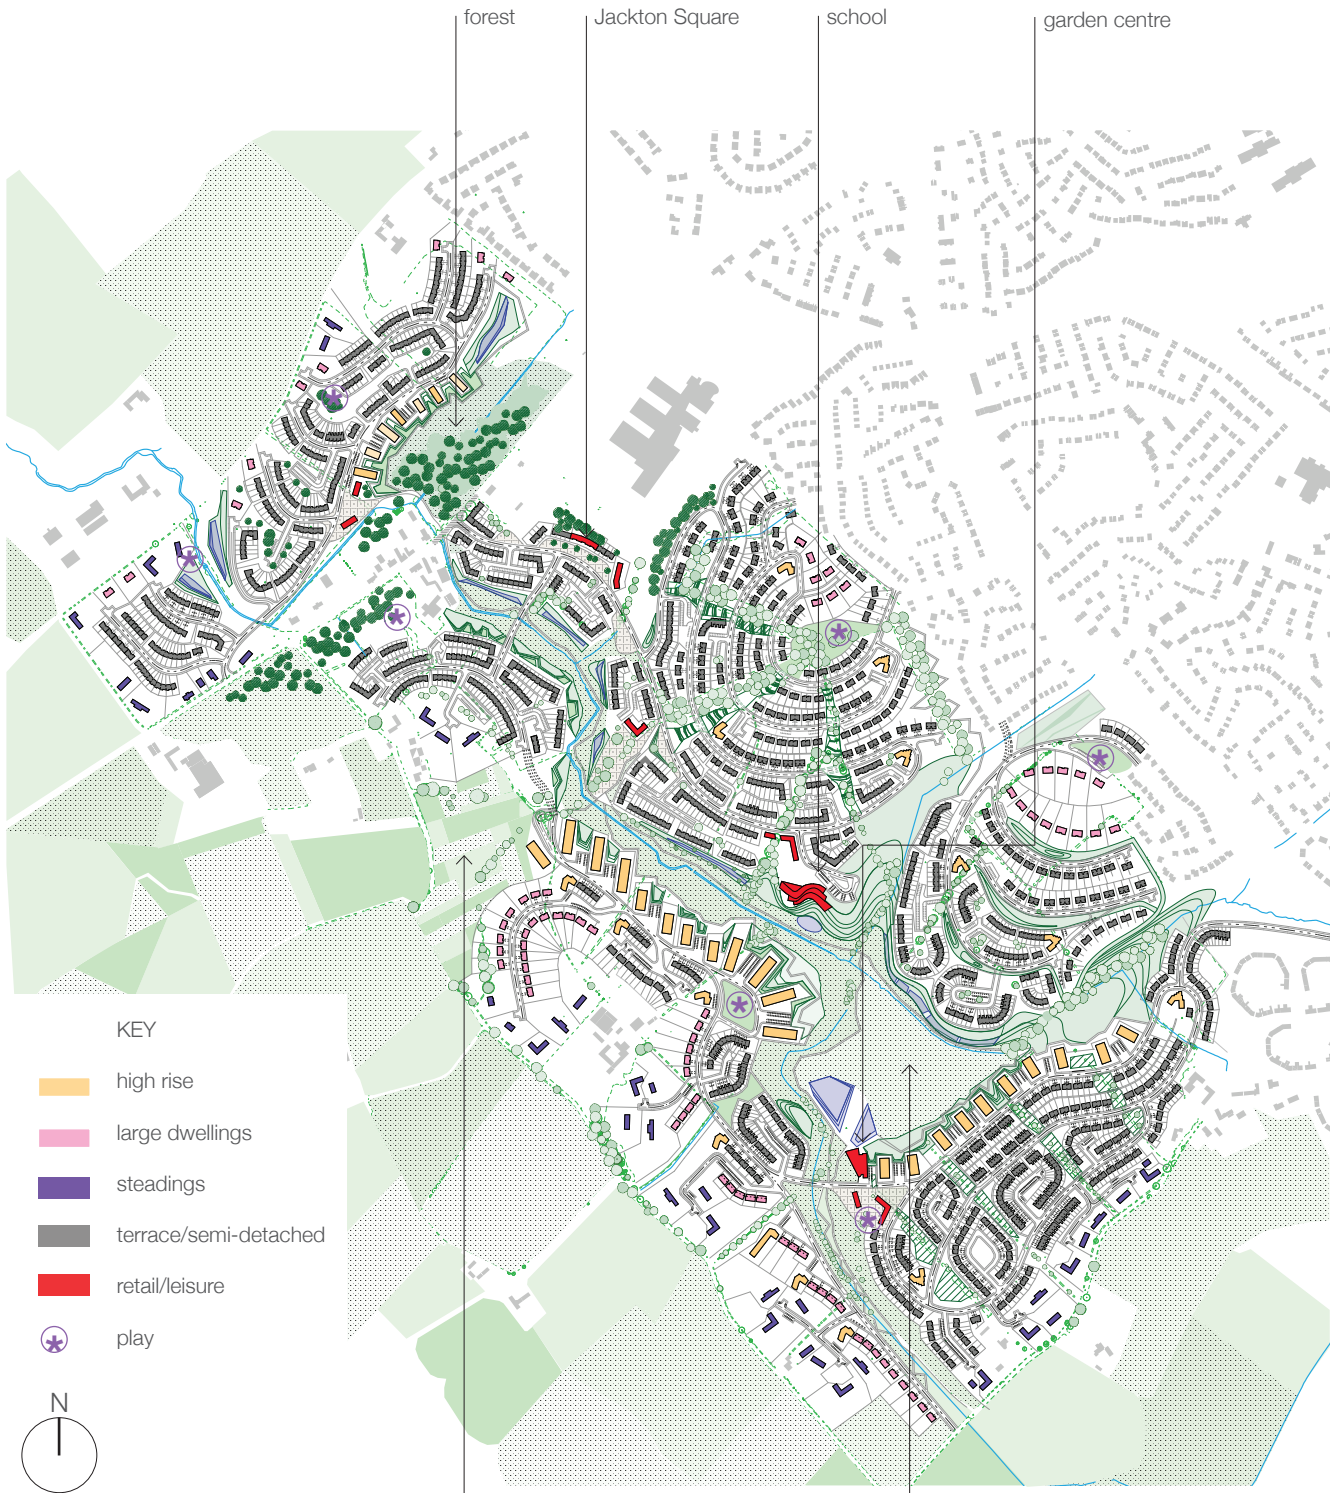 forest
Jackton Square
school
garden centre
KEY
high rise
large dwellings
steadings
terrace/semi-detached
retail/leisure
play
N